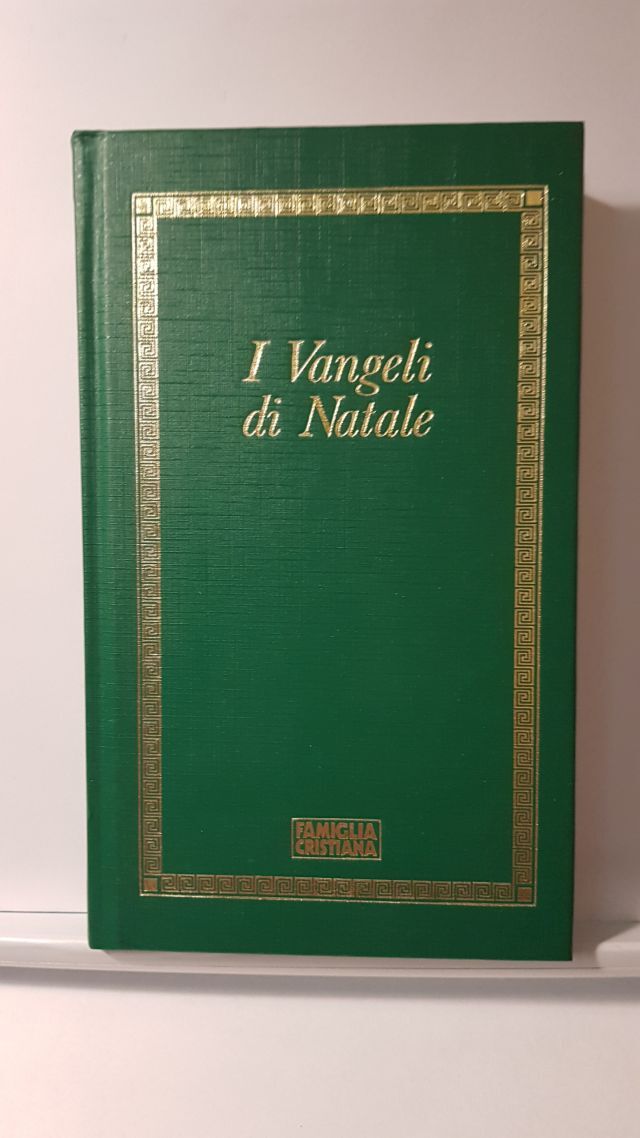 I Vangeli
di Natale
FAMIGLIA
CRISTIANA